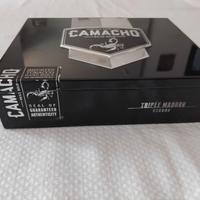 CAMACHO
CAMACHO
SEAL OF
GUARANTEED
AUTHENTICITY
TRIPLE MADURO